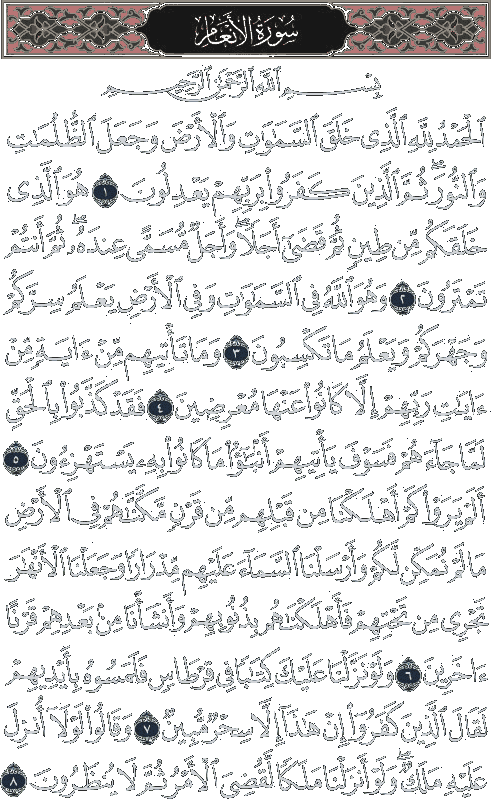 سُورَةُ الأَنْعَام
بِسْمِ ٱللَّهِ ٱلرَّحْمَٰنِ ٱلرَّحِيمِ
ٱلْحَمْدُ لِلَّهِ ٱلَّذِى خَلَقَ ٱلسَّمَٰوَٰتِ وَٱلْأَرْضَ وَجَعَلَ ٱلظُّلُمَٰتِ
وَٱلنُّورَ ۖ ثُمَّ ٱلَّذِينَ كَفَرُوا۟ بِرَبِّهِمْ يَعْدِلُونَ ١ هُوَ ٱلَّذِى
خَلَقَكُم مِّن طِينٍ ثُمَّ قَضَىٰٓ أَجَلًا ۖ وَأَجَلٌ مُّسَمًّى عِندَهُۥ ۖ ثُمَّ أَنتُمْ
تَمْتَرُونَ ٢ وَهُوَ ٱللَّهُ فِى ٱلسَّمَٰوَٰتِ وَفِى ٱلْأَرْضِ ۖ يَعْلَمُ سِرَّكُمْ
وَجَهْرَكُمْ وَيَعْلَمُ مَا تَكْسِبُونَ ٣ وَمَا تَأْتِيهِم مِّنْ ءَايَةٍ مِّنْ
ءَايَٰتِ رَبِّهِمْ إِلَّا كَانُوا۟ عَنْهَا مُعْرِضِينَ ٤ فَقَدْ كَذَّبُوا۟ بِٱلْحَقِّ
لَمَّا جَآءَهُمْ ۖ فَسَوْفَ يَأْتِيهِمْ أَنۢبَٰٓؤُا۟ مَا كَانُوا۟ بِهِۦ يَسْتَهْزِءُونَ ٥
أَلَمْ يَرَوْا۟ كَمْ أَهْلَكْنَا مِن قَبْلِهِم مِّن قَرْنٍ مَّكَّنَّٰهُمْ فِى ٱلْأَرْضِ
مَا لَمْ نُمَكِّن لَّكُمْ وَأَرْسَلْنَا ٱلسَّمَآءَ عَلَيْهِم مِّدْرَارًا وَجَعَلْنَا ٱلْأَنْهَٰرَ
تَجْرِى مِن تَحْتِهِمْ فَأَهْلَكْنَٰهُم بِذُنُوبِهِمْ وَأَنشَأْنَا مِنۢ بَعْدِهِمْ قَرْنًا
ءَاخَرِينَ ٦ وَلَوْ نَزَّلْنَا عَلَيْكَ كِتَٰبًا فِى قِرْطَاسٍ فَلَمَسُوهُ بِأَيْدِيهِمْ
لَقَالَ ٱلَّذِينَ كَفَرُوٓا۟ إِنْ هَٰذَآ إِلَّا سِحْرٌ مُّبِينٌ ٧ وَقَالُوا۟ لَوْلَآ أُنزِلَ
عَلَيْهِ مَلَكٌ ۖ وَلَوْ أَنزَلْنَا مَلَكًا لَّقُضِىَ ٱلْأَمْرُ ثُمَّ لَا يُنظَرُونَ ٨